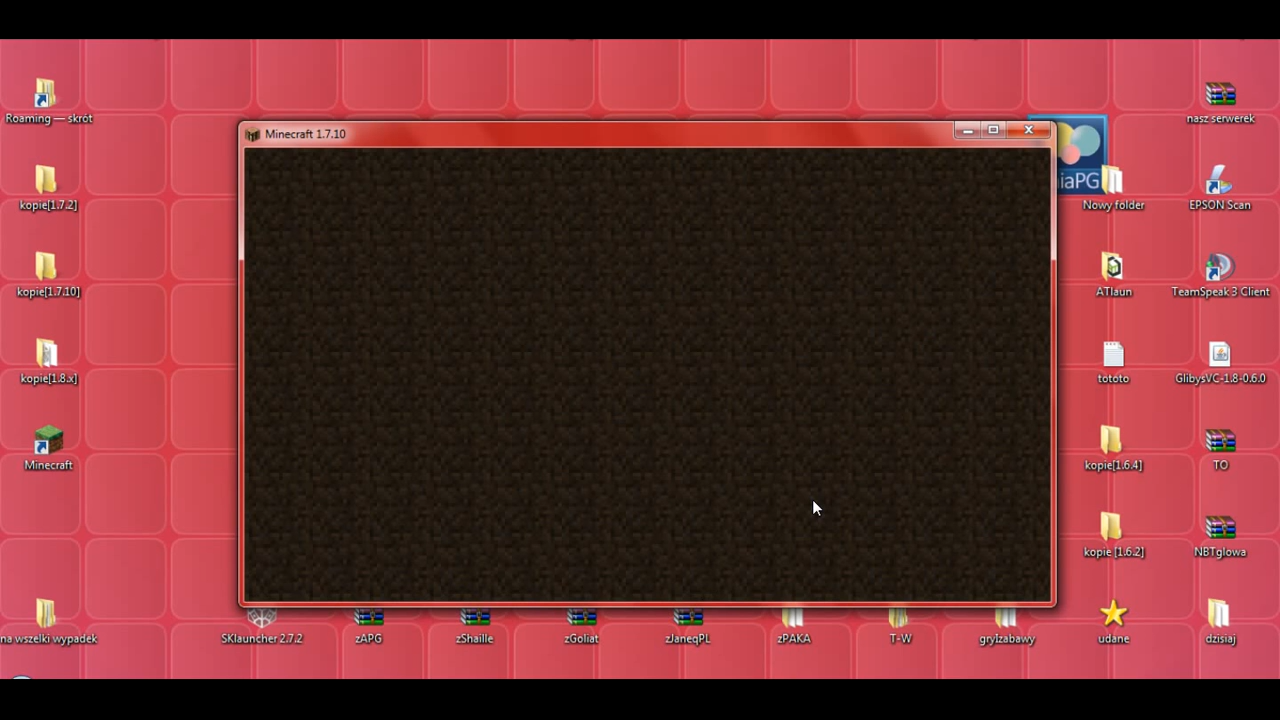 Minecraft 1.7.10
Roaming — skrót
kopie[1.7.2]
kopie[1.7.10]
kopie[1.8.x]
Minecraft
na wszelki wypadek
SKlauncher 2.7.2
zAPG
zShaille
zGoliat
zJaneqPL
zPAKA
T-W
gryIzabawy
iaPG
Nowy folder
ATlaun
tototo
kopie[1.6.4]
kopie [1.6.2]
udane
nasz serwerek
EPSON Scan
TeamSpeak 3 Client
GlibysVC-1.8-0.6.0
TO
NBTglowa
dzisiaj